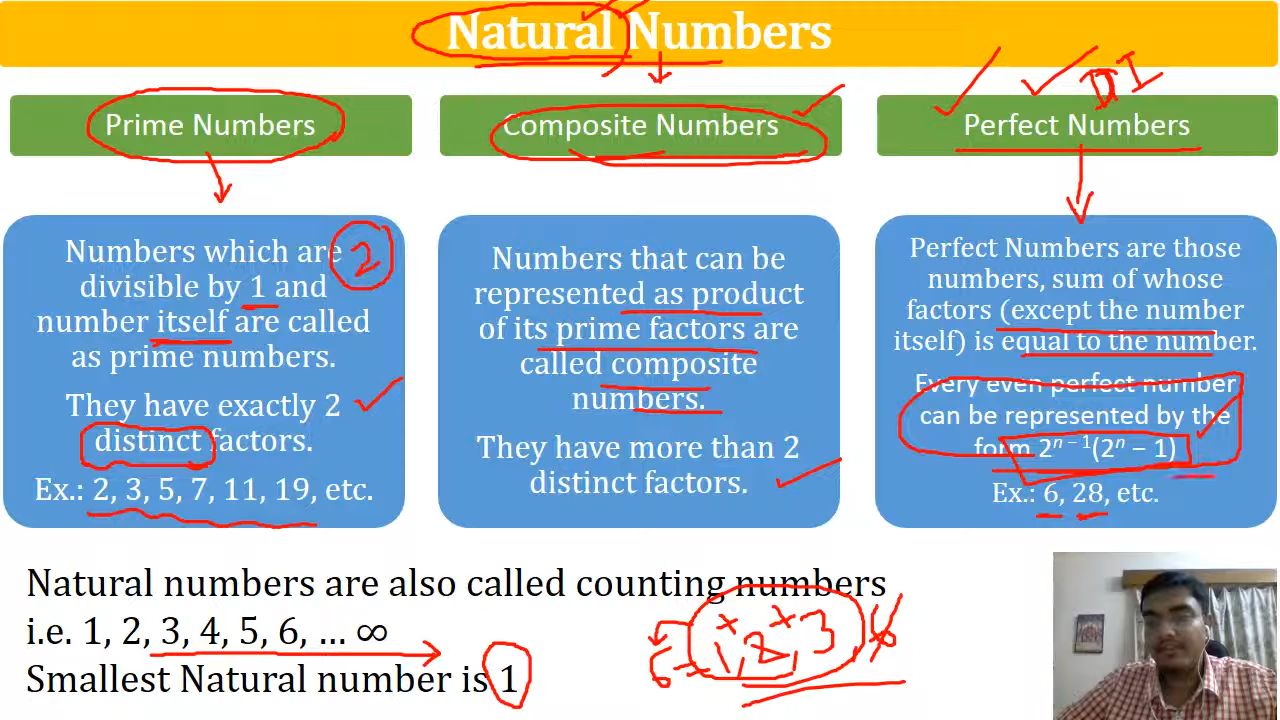 Natural Numbers
DI
Prime Numbers
Composite Numbers
Perfect Numbers
Numbers which are
divisible by 1 and
number itself are called
as prime numbers.
They have exactly 2
distinct factors.
Ex.: 2, 3, 5, 7, 11, 19, etc.
2
Numbers that can be
represented as product
of its prime factors are
called composite
numbers.
They have more than 2
distinct factors.
Perfect Numbers are those
numbers, sum of whose
factors (except the number
itself) is equal to the number.
Every even perfect number
can be represented by the
form 2ⁿ⁻¹(2ⁿ − 1)
Ex.: 6, 28, etc.
Natural numbers are also called counting numbers
i.e. 1, 2, 3, 4, 5, 6, … ∞
Smallest Natural number is 1
6 = 1, 2, 3, 6